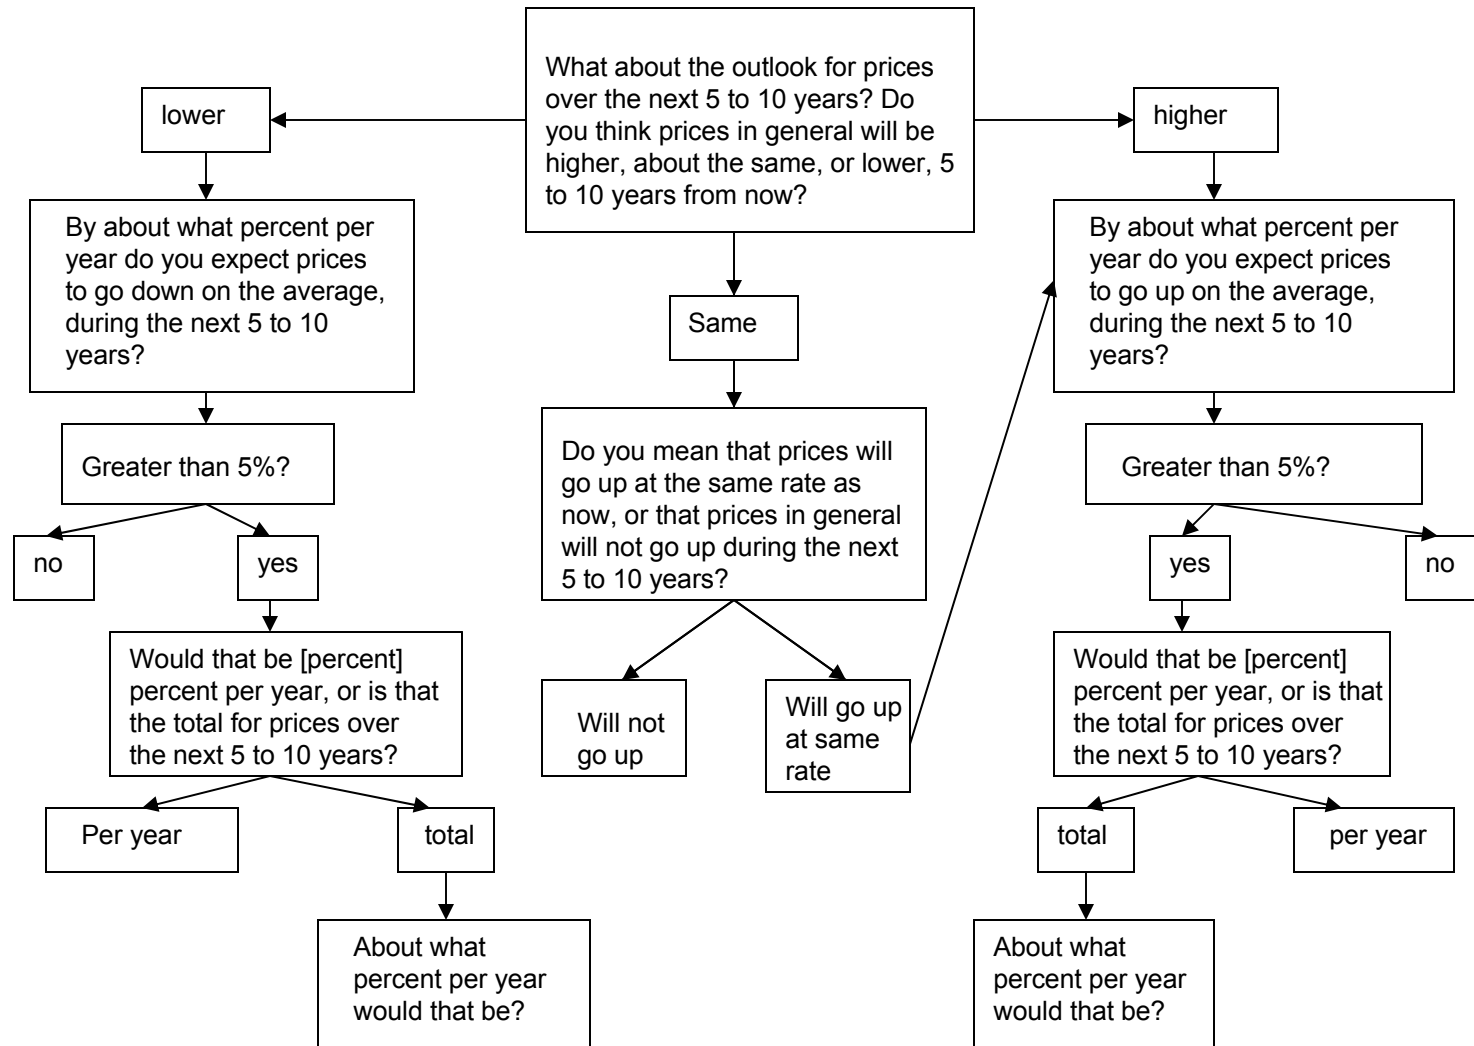 What about the outlook for prices
over the next 5 to 10 years? Do
you think prices in general will be
higher, about the same, or lower, 5
to 10 years from now?
lower
higher
By about what percent per
year do you expect prices
to go down on the average,
during the next 5 to 10
years?
Same
By about what percent per
year do you expect prices
to go up on the average,
during the next 5 to 10
years?
Greater than 5%?
Do you mean that prices will
go up at the same rate as
now, or that prices in general
will not go up during the next
5 to 10 years?
Greater than 5%?
no
yes
yes
no
Would that be [percent]
percent per year, or is that
the total for prices over
the next 5 to 10 years?
Will not
go up
Will go up
at same
rate
Would that be [percent]
percent per year, or is that
the total for prices over
the next 5 to 10 years?
Per year
total
total
per year
About what
percent per year
would that be?
About what
percent per year
would that be?